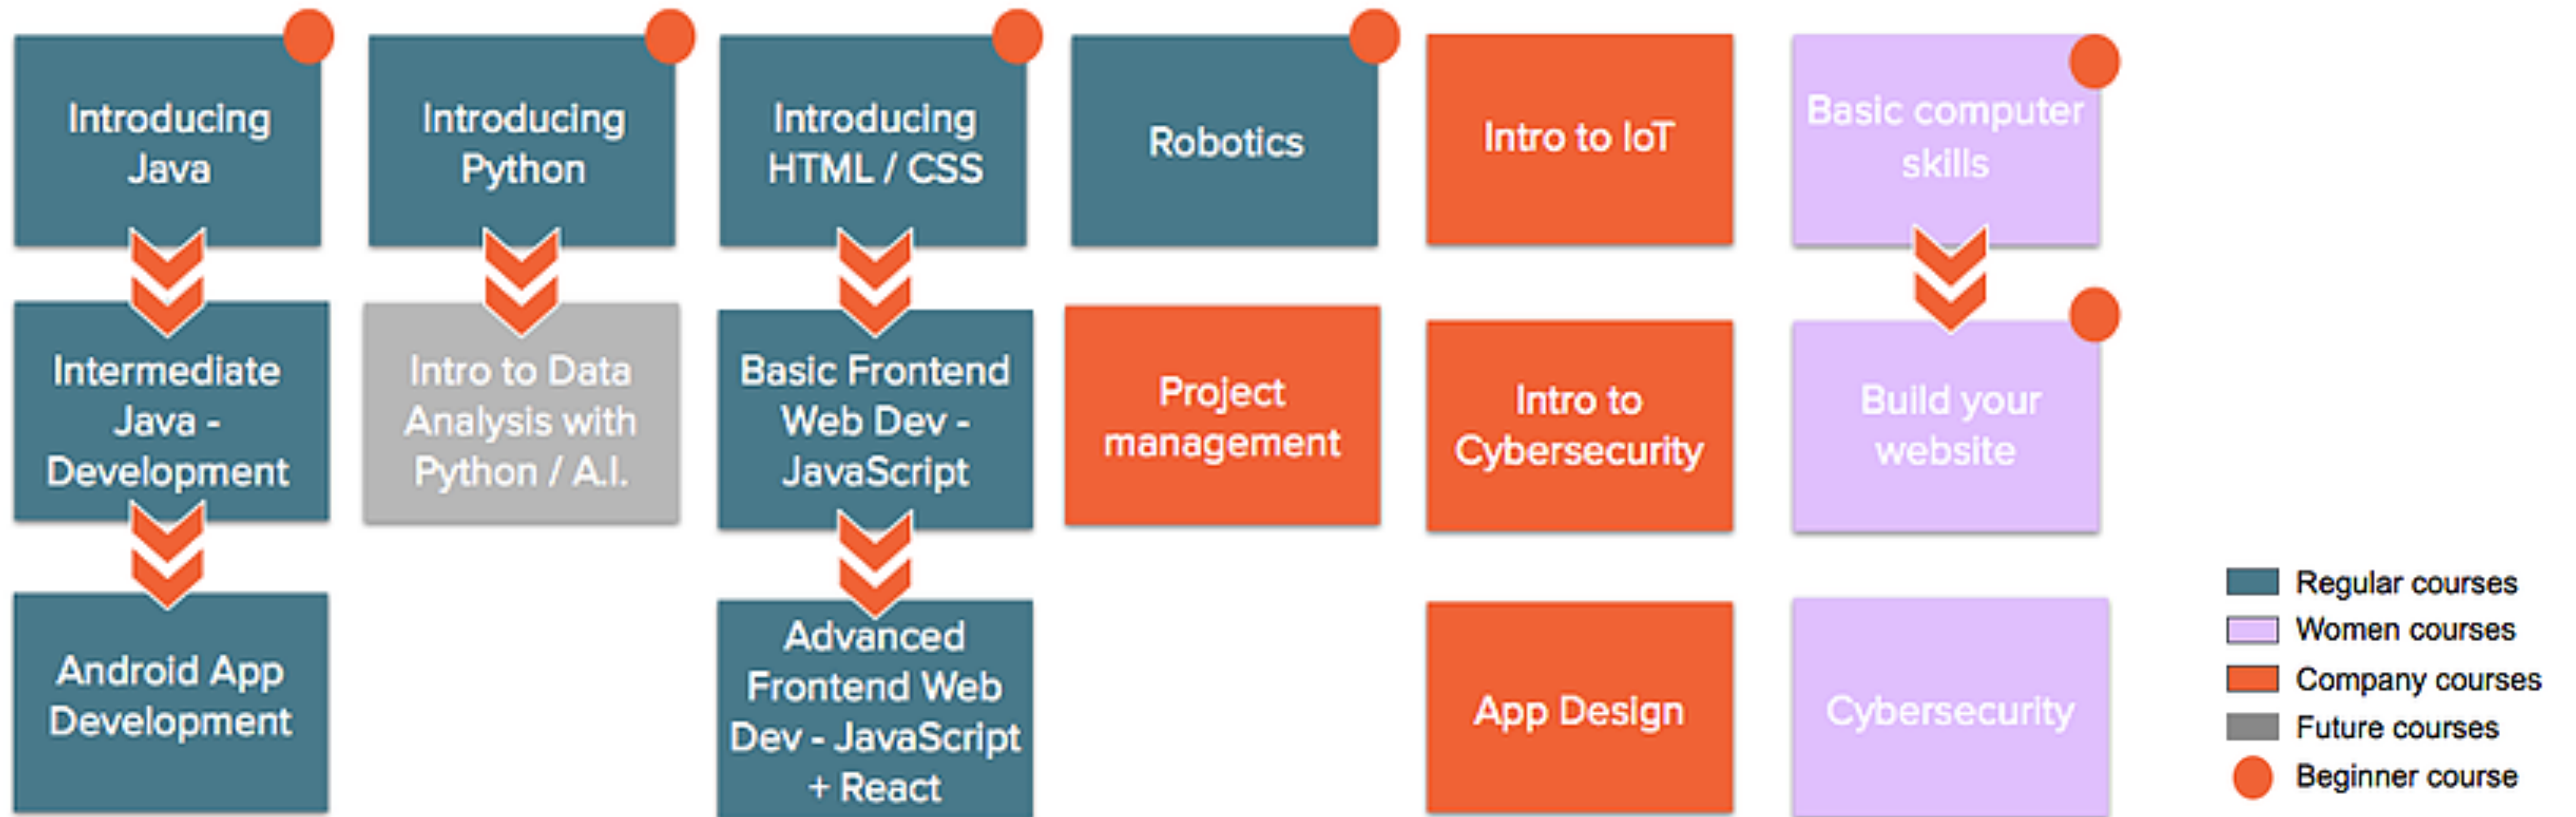 Introducing
Java
Introducing
Python
Introducing
HTML / CSS
Robotics
Intro to IoT
Basic computer
skills
Intermediate
Java -
Development
Intro to Data
Analysis with
Python / A.I.
Basic Frontend
Web Dev -
JavaScript
Project
management
Intro to
Cybersecurity
Build your
website
Android App
Development
Advanced
Frontend Web
Dev - JavaScript
+ React
App Design
Cybersecurity
Regular courses
Women courses
Company courses
Future courses
Beginner course